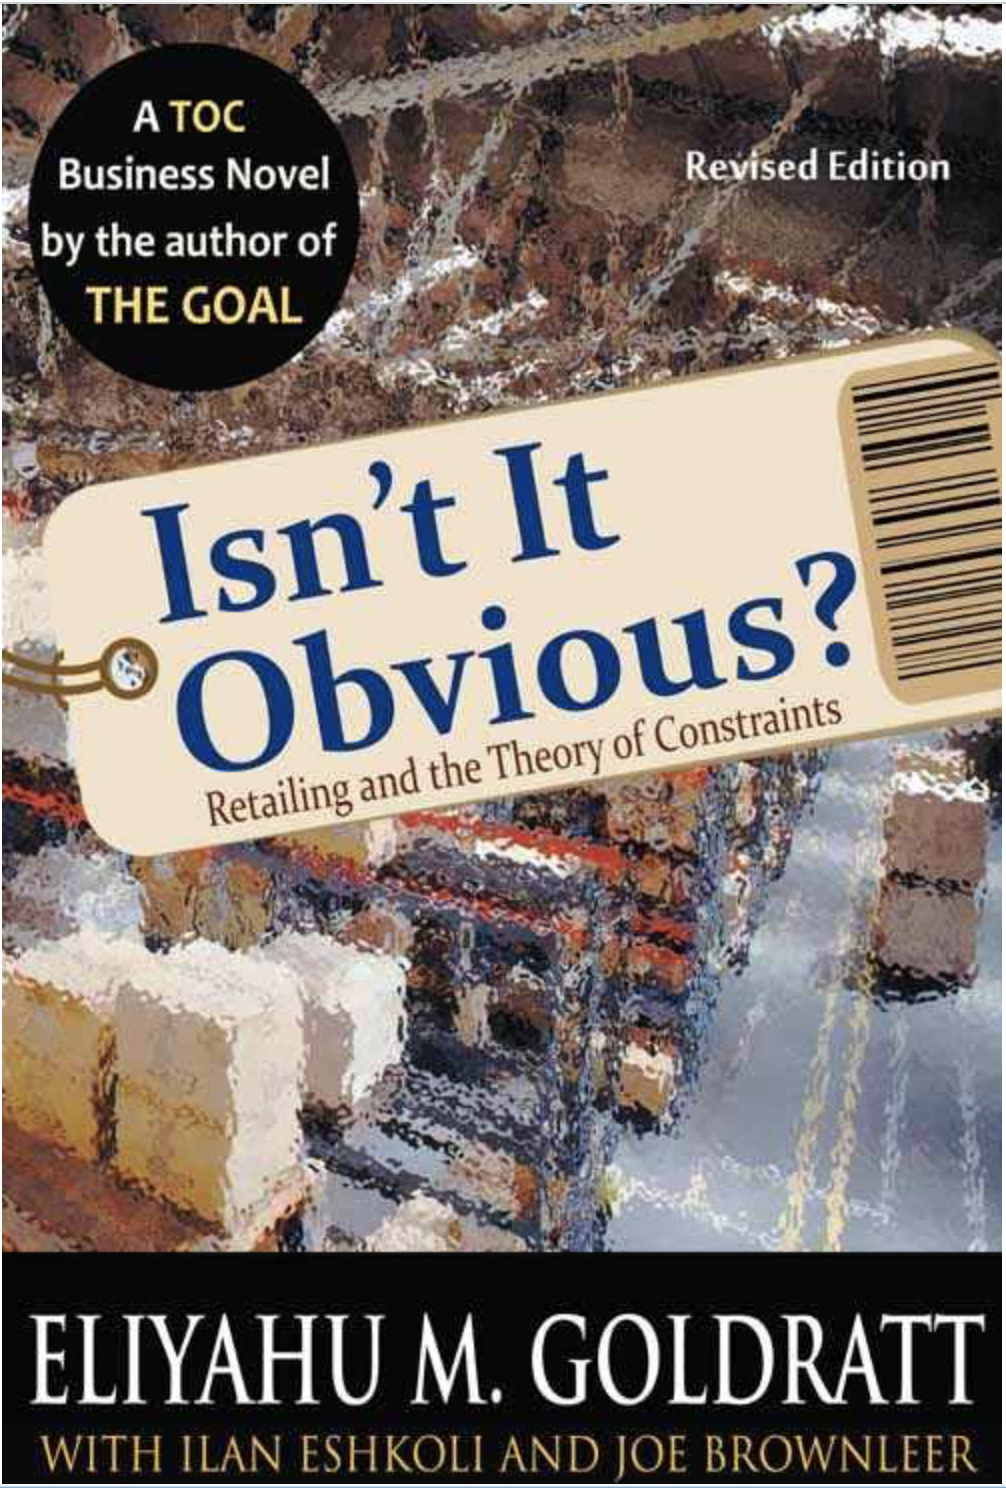 A TOC
Business Novel
by the author of
THE GOAL
Revised Edition
Isn't It
Obvious?
Retailing and the Theory of Constraints
ELIYAHU M. GOLDRATT
WITH ILAN ESHKOLI AND JOE BROWNLEER